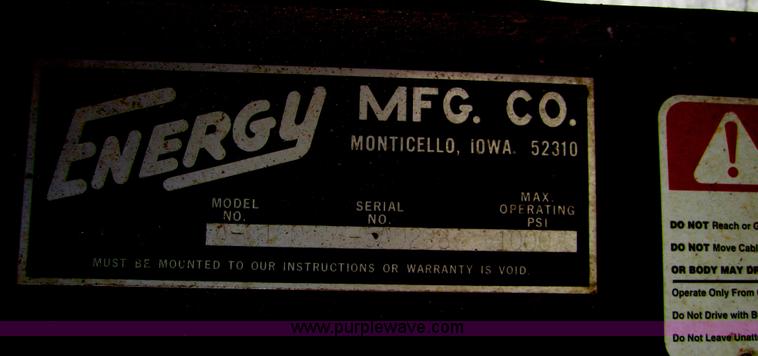 ENERGY MFG. CO.
MONTICELLO, IOWA. 52310
MODEL NO.
SERIAL NO.
MAX. OPERATING PSI
MUST BE MOUNTED TO OUR INSTRUCTIONS OR WARRANTY IS VOID.
DO NOT Reach or
DO NOT Move
OR BODY MAY
Operate Only From
Do Not Drive with
Do Not Leave
www.purplewave.com